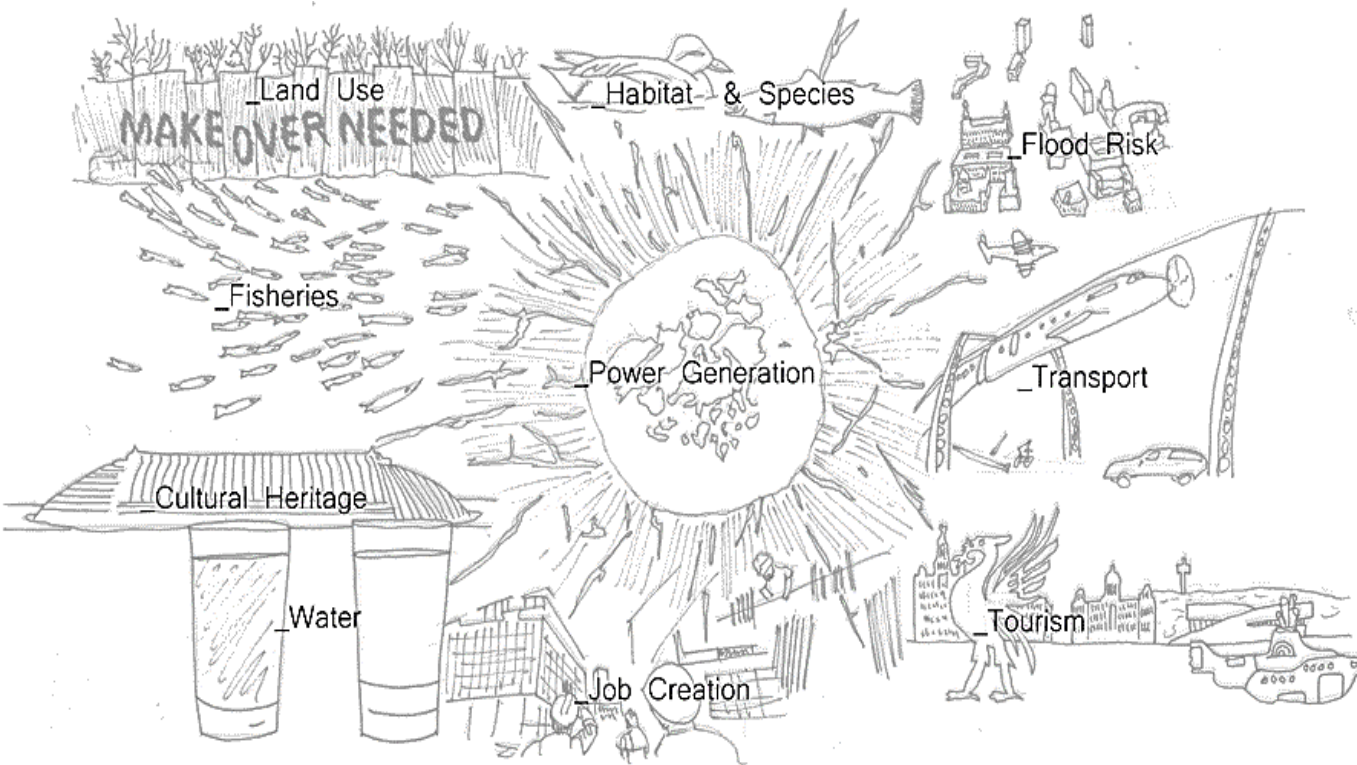 _Land Use
MAKE OVER NEEDED
_Habitat & Species
_Flood Risk
_Fisheries
_Power Generation
_Transport
_Cultural Heritage
_Water
_Tourism
_Job Creation